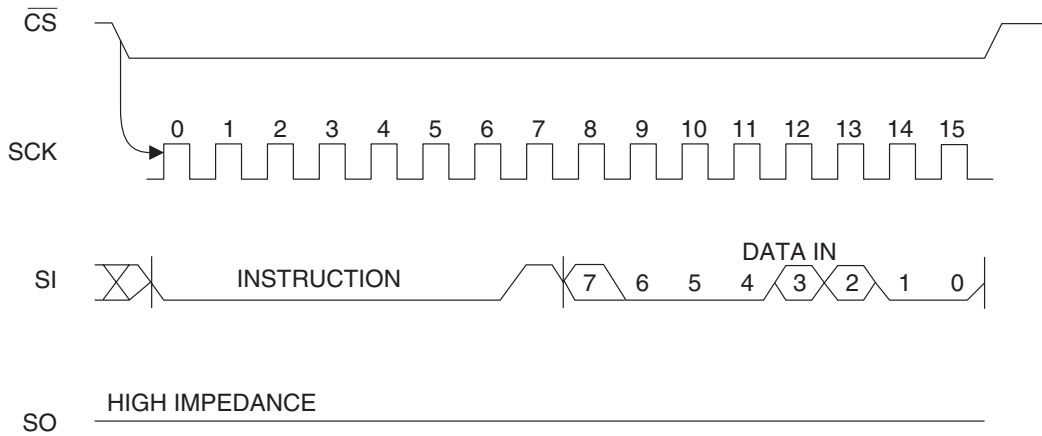 CS
0 1 2 3 4 5 6 7 8 9 10 11 12 13 14 15
SCK
DATA IN
SI INSTRUCTION 7 6 5 4 3 2 1 0
HIGH IMPEDANCE
SO